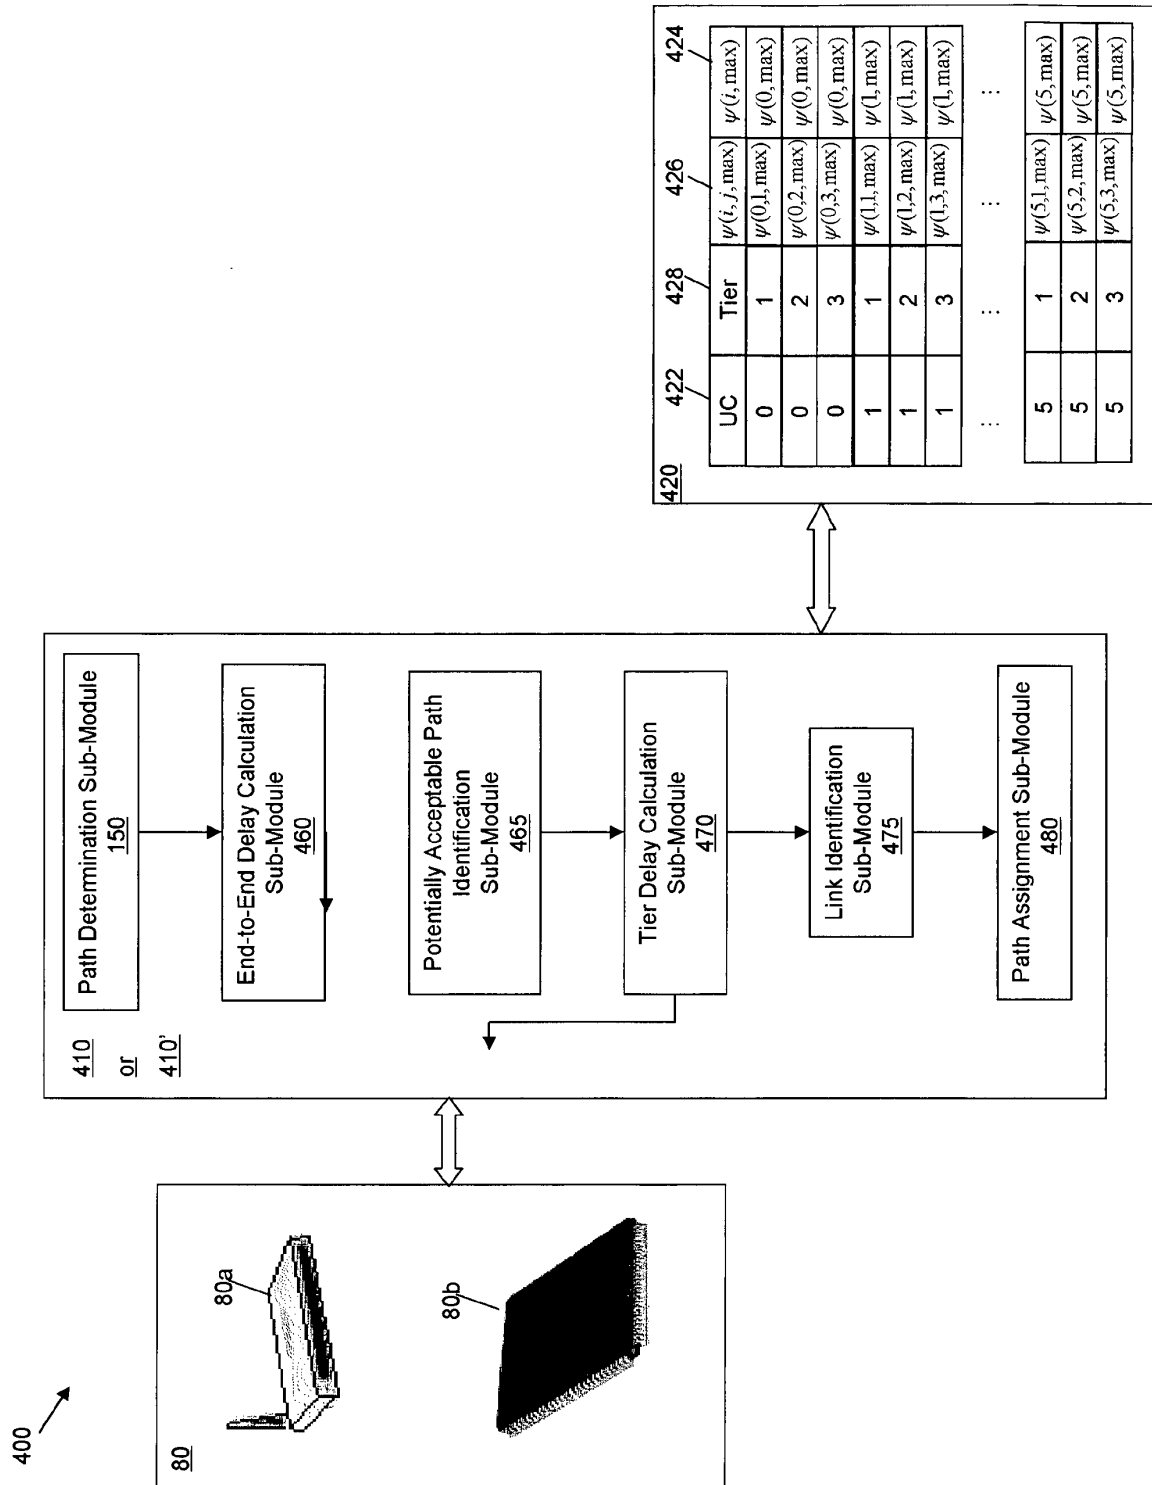 400
80
80a
80b
410
or
410'
Path Determination Sub-Module
150
End-to-End Delay Calculation
Sub-Module
460
Potentially Acceptable Path
Identification
Sub-Module
465
Tier Delay Calculation
Sub-Module
470
Link Identification
Sub-Module
475
Path Assignment Sub-Module
480
420
422 428 426 424
UC Tier ψ(i, j, max) ψ(i, max)
0 1 ψ(0,1, max) ψ(0, max)
0 2 ψ(0,2, max) ψ(0, max)
0 3 ψ(0,3, max) ψ(0, max)
1 1 ψ(1,1, max) ψ(1, max)
1 2 ψ(1,2, max) ψ(1, max)
1 3 ψ(1,3, max) ψ(1, max)
⋮ ⋮ ⋮ ⋮
5 1 ψ(5,1, max) ψ(5, max)
5 2 ψ(5,2, max) ψ(5, max)
5 3 ψ(5,3, max) ψ(5, max)